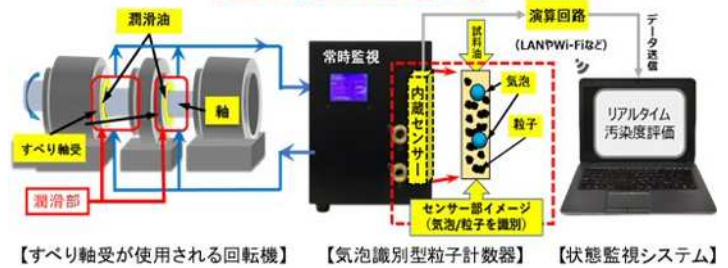 潤滑油
軸
すべり軸受
潤滑部
常時監視
内蔵センサー
試料油
気泡
粒子
センサー部イメージ
(気泡/粒子を識別)
演算回路
(LANやWi-Fiなど)
データ送信
リアルタイム
汚染度評価
【すべり軸受が使用される回転機】
【気泡識別型粒子計数器】
【状態監視システム】